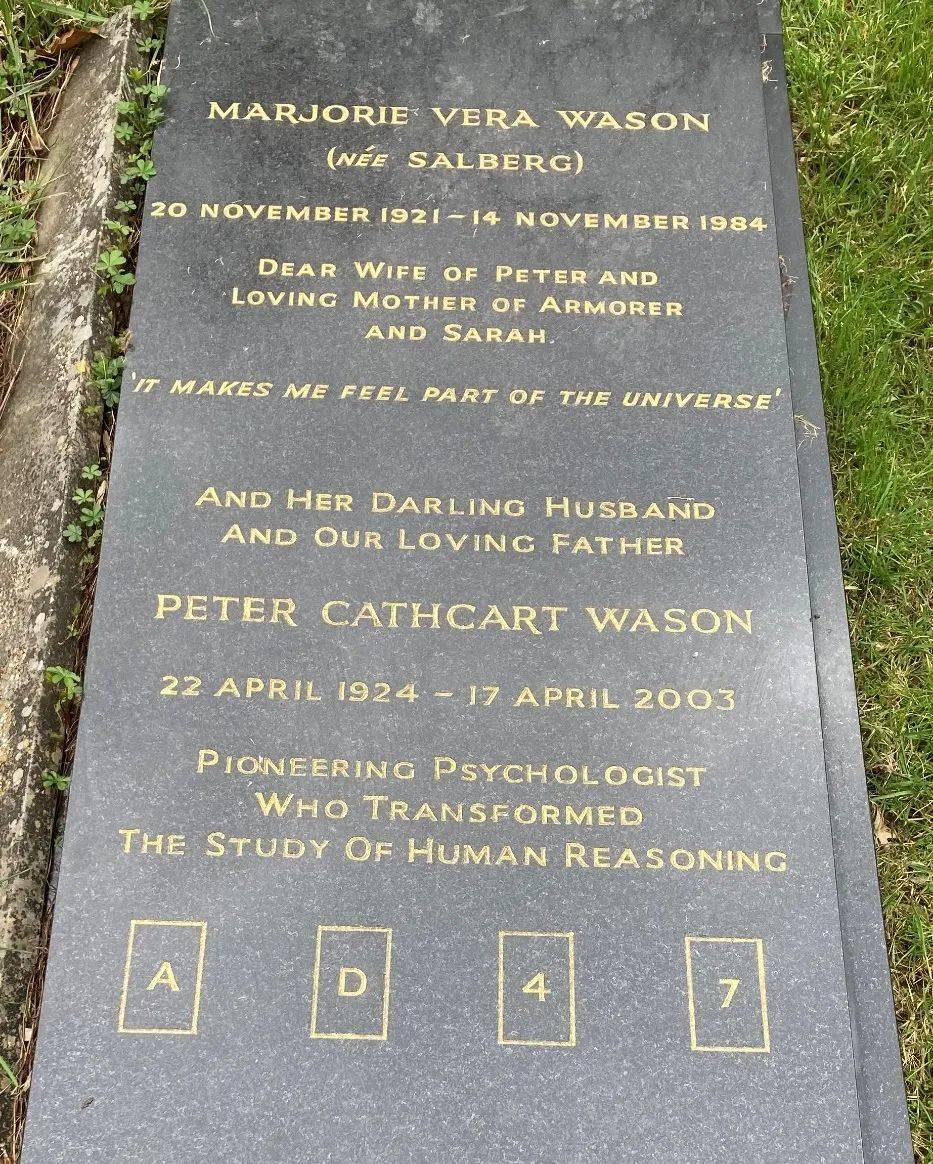 MARJORIE VERA WASON
(NÉE SALBERG)
20 NOVEMBER 1921 – 14 NOVEMBER 1984
DEAR WIFE OF PETER AND
LOVING MOTHER OF ARMORER
AND SARAH.
'IT MAKES ME FEEL PART OF THE UNIVERSE'
AND HER DARLING HUSBAND
AND OUR LOVING FATHER
PETER CATHCART WASON
22 APRIL 1924 – 17 APRIL 2003
PIONEERING PSYCHOLOGIST
WHO TRANSFORMED
THE STUDY OF HUMAN REASONING
A D 4 7